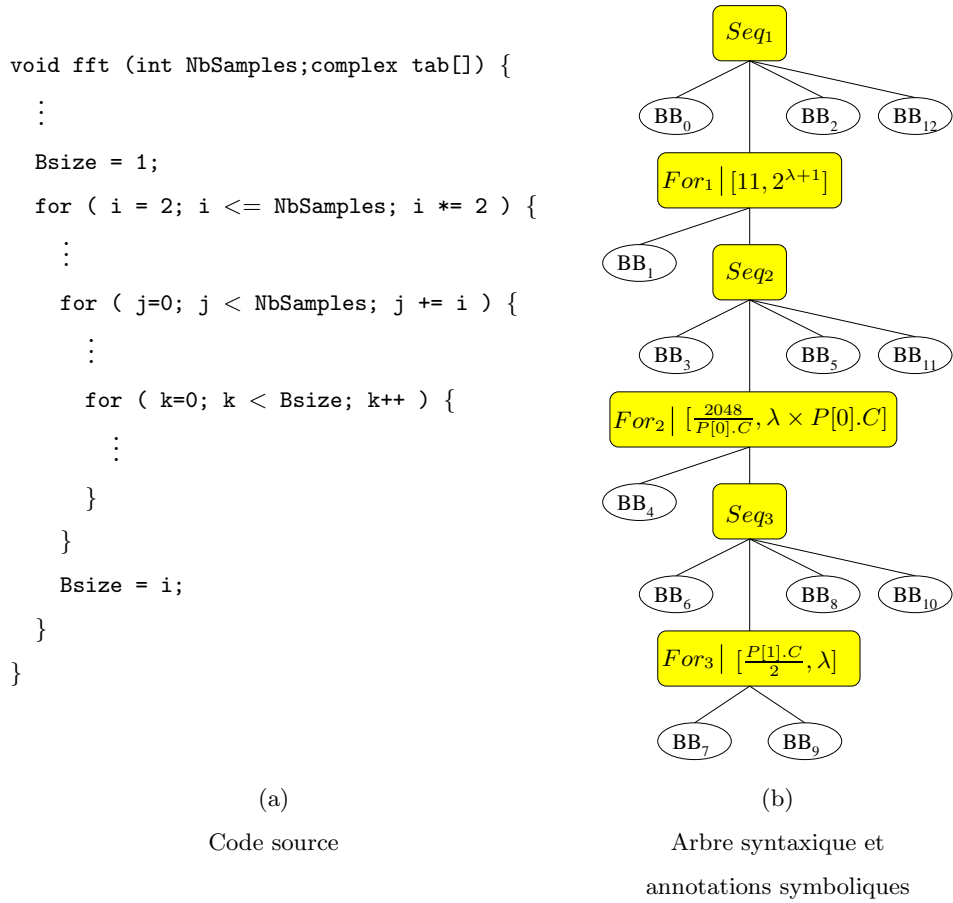 void fft (int NbSamples;complex tab[]) {
⋮
Bsize = 1;
for ( i = 2; i <= NbSamples; i *= 2 ) {
⋮
for ( j=0; j < NbSamples; j += i ) {
⋮
for ( k=0; k < Bsize; k++ ) {
⋮
}
}
Bsize = i;
}
}
(a)
Code source
Seq₁
BB₀ BB₂ BB₁₂
For₁ | [11, 2^{λ+1}]
BB₁
Seq₂
BB₃ BB₅ BB₁₁
For₂ | [2048/P[0].C, λ × P[0].C]
BB₄
Seq₃
BB₆ BB₈ BB₁₀
For₃ | [P[1].C/2, λ]
BB₇ BB₉
(b)
Arbre syntaxique et
annotations symboliques